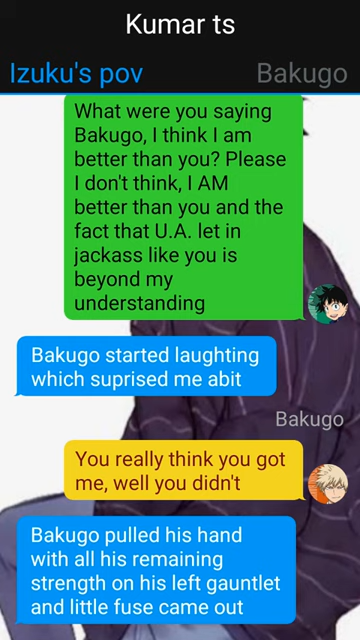 Kumar ts
Izuku's pov Bakugo
What were you saying
Bakugo, I think I am
better than you? Please
I don't think, I AM
better than you and the
fact that U.A. let in
jackass like you is
beyond my
understanding
Bakugo started laughting
which suprised me abit
Bakugo
You really think you got
me, well you didn't
Bakugo pulled his hand
with all his remaining
strength on his left gauntlet
and little fuse came out